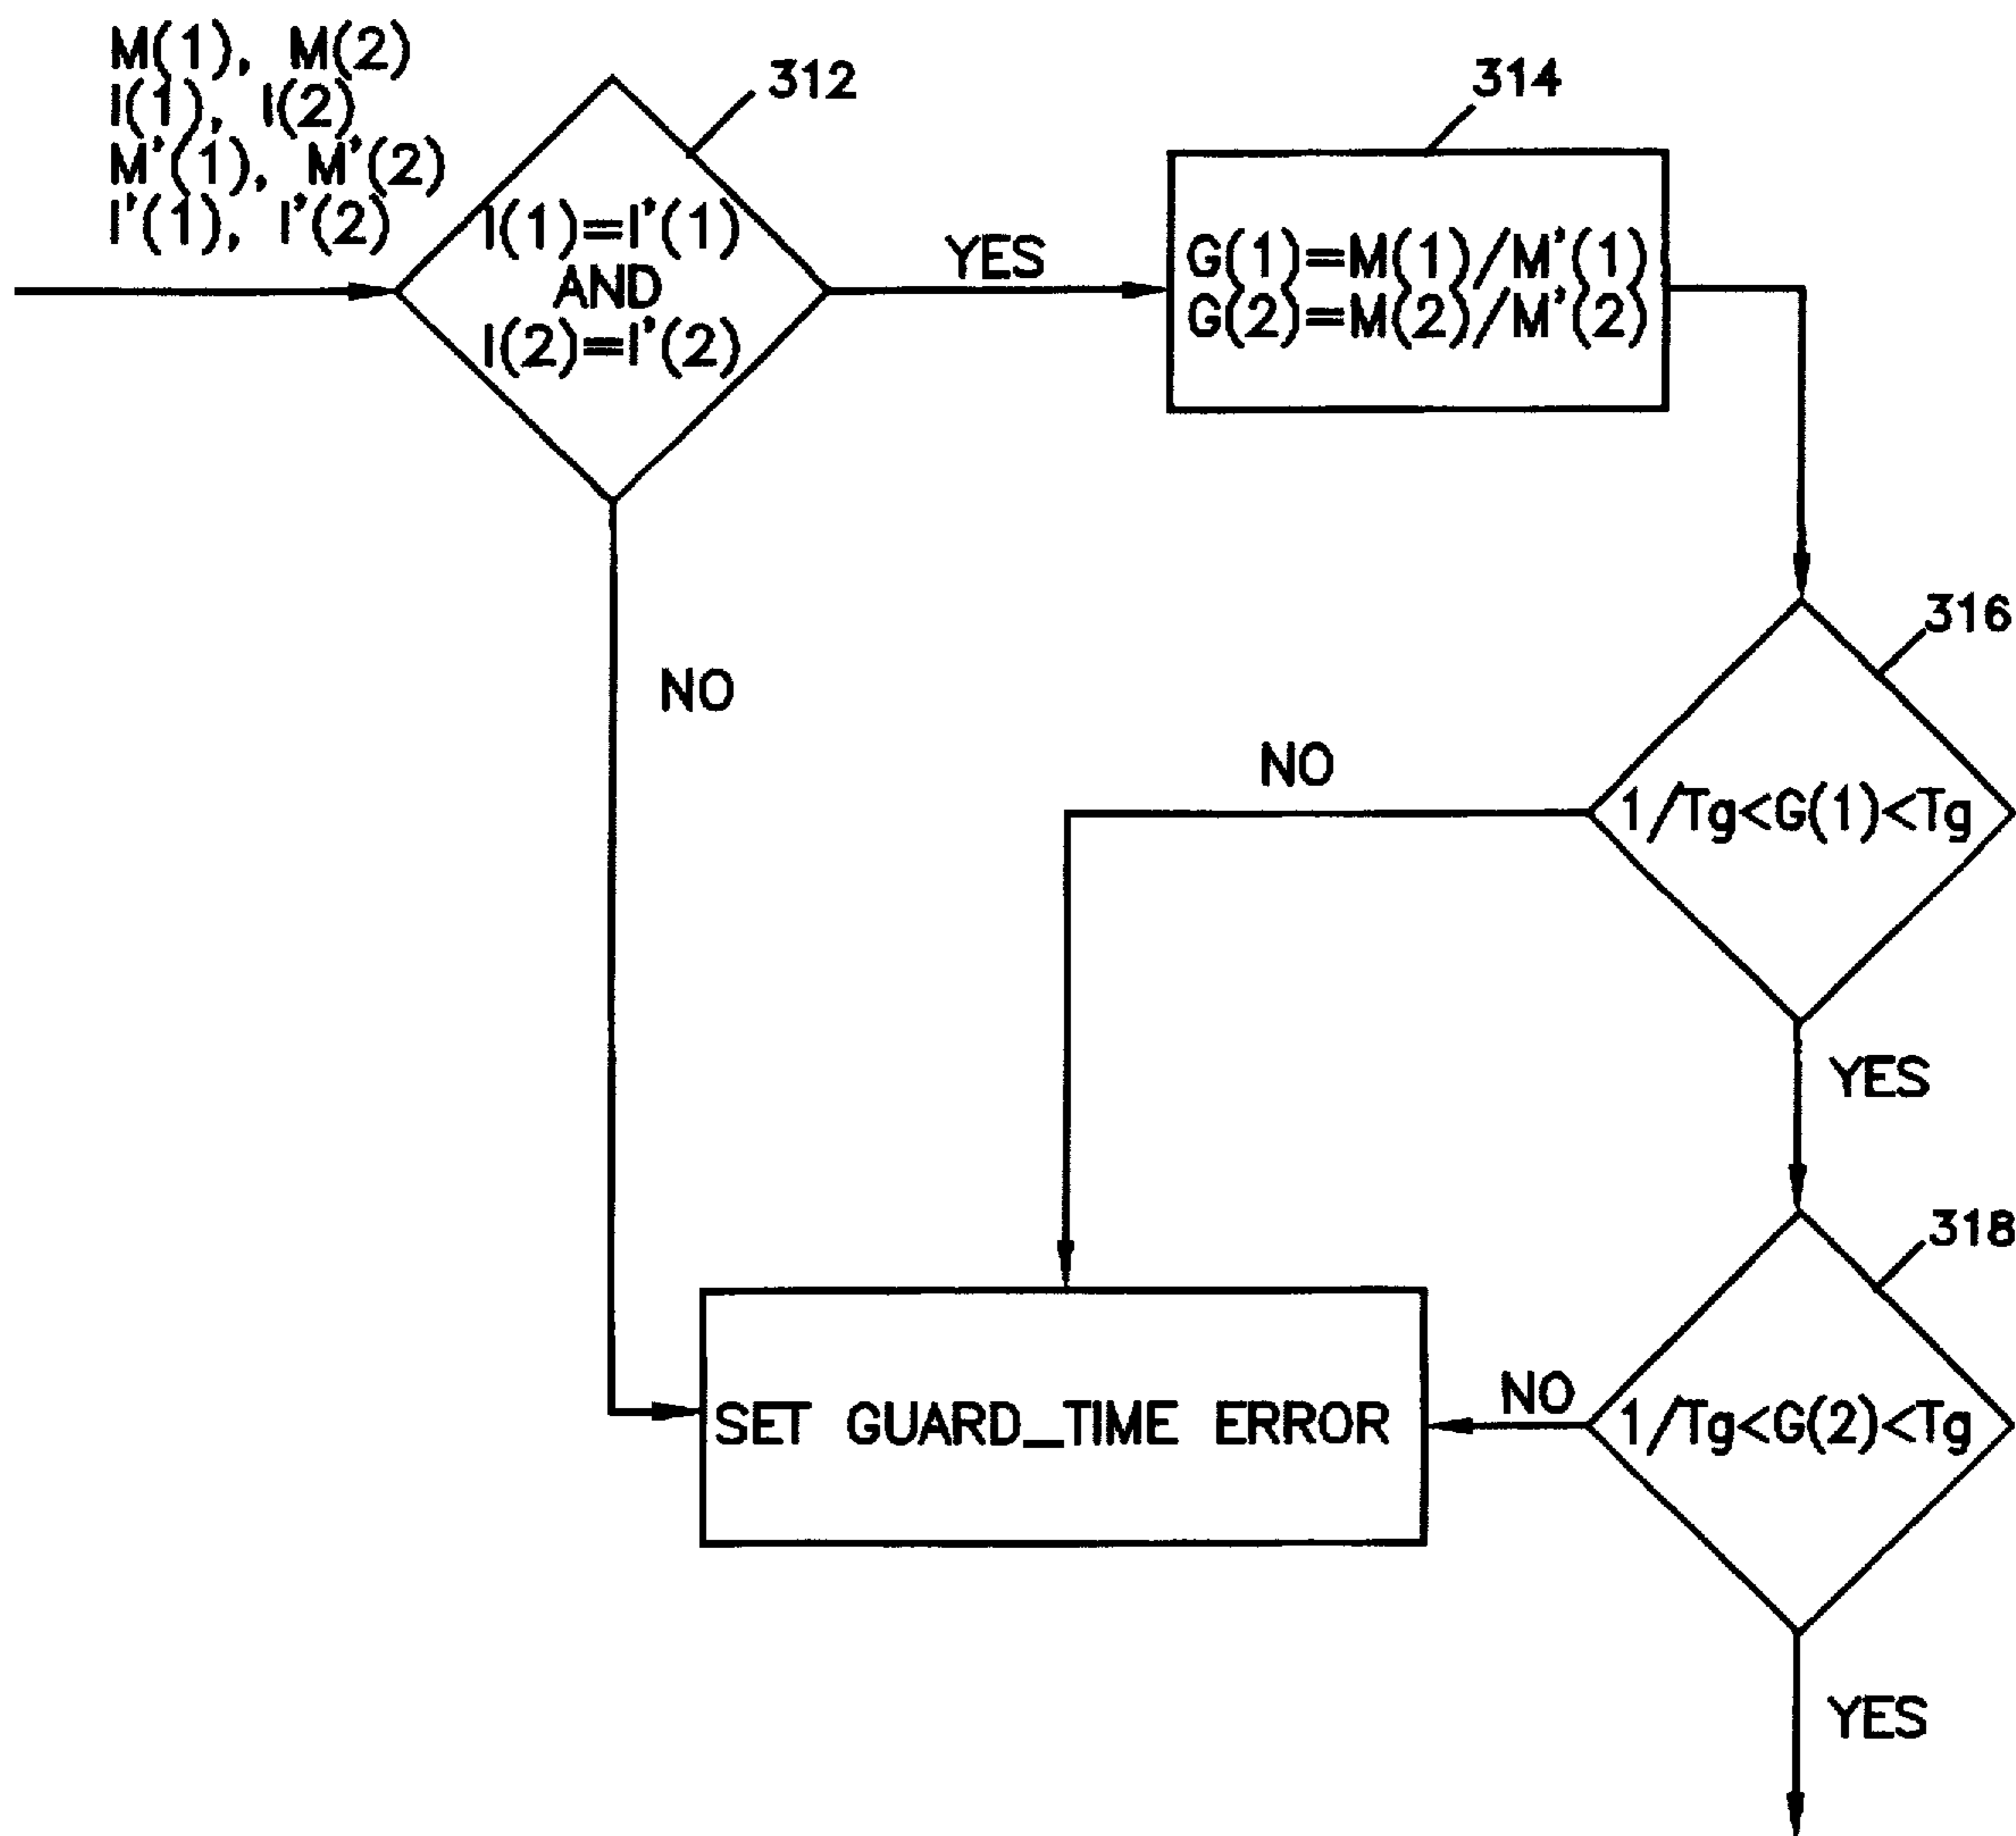 M(1), M(2)
I(1), I(2)
M'(1), M'(2)
I'(1), I'(2)
312
I(1)=I'(1)
AND
I(2)=I'(2)
YES
314
G(1)=M(1)/M'(1)
G(2)=M(2)/M'(2)
NO
316
1/Tg<G(1)<Tg
NO
YES
318
1/Tg<G(2)<Tg
NO
SET GUARD_TIME ERROR
YES